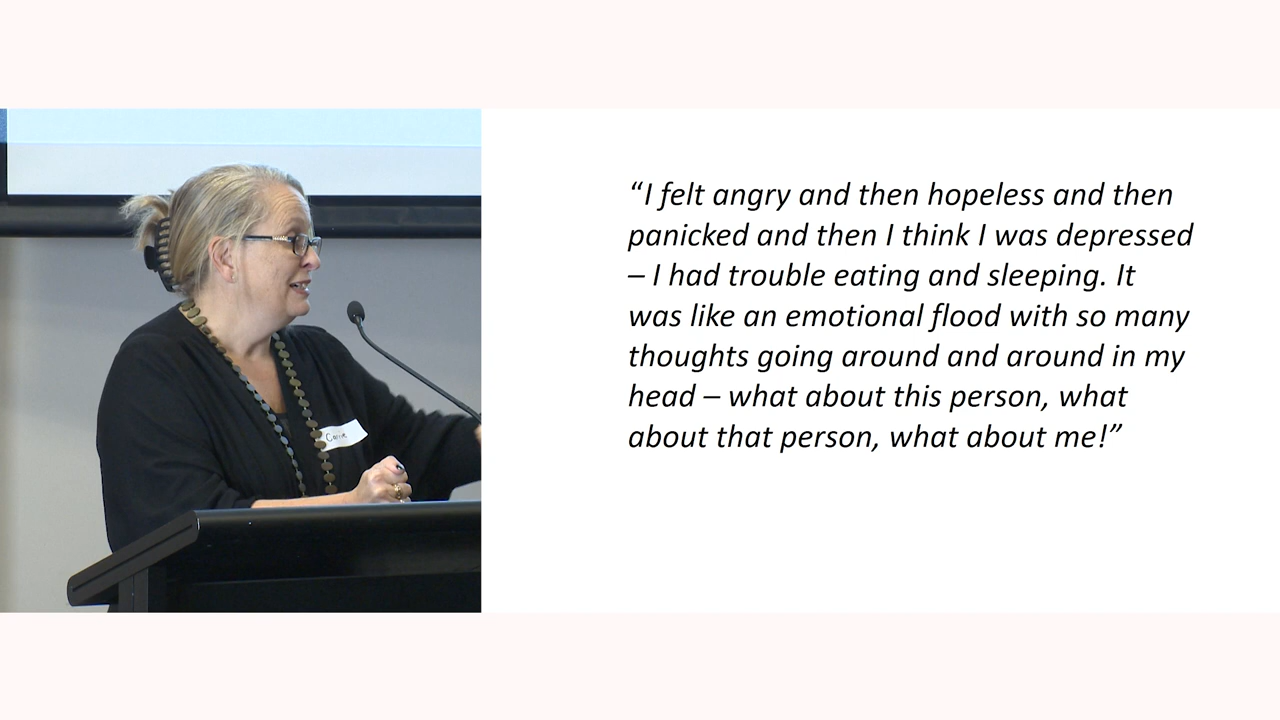 Carrie
“I felt angry and then hopeless and then
panicked and then I think I was depressed
– I had trouble eating and sleeping. It
was like an emotional flood with so many
thoughts going around and around in my
head – what about this person, what
about that person, what about me!”